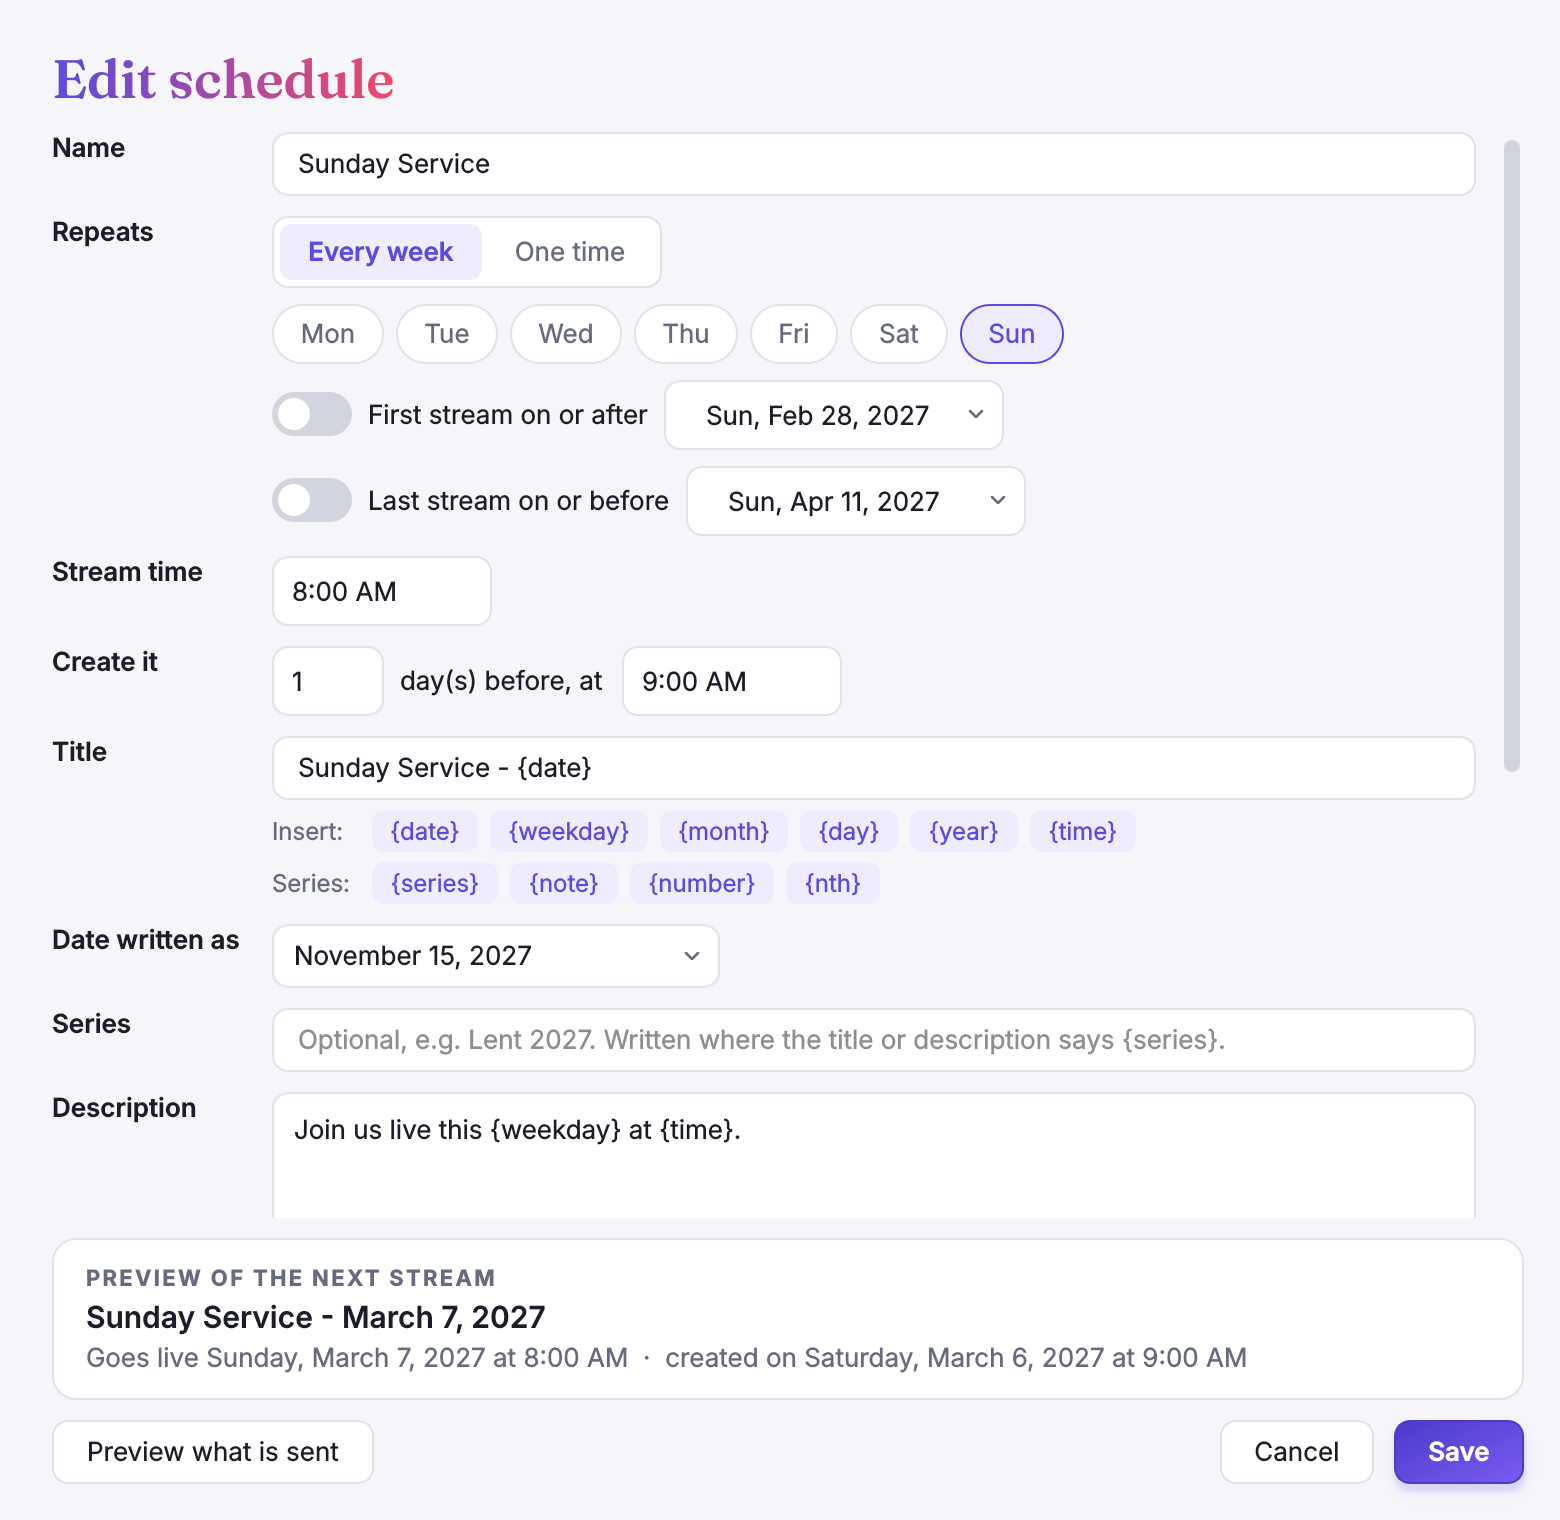 Edit schedule
Name
Sunday Service
Repeats
Every week One time
Mon Tue Wed Thu Fri Sat Sun
First stream on or after Sun, Feb 28, 2027
Last stream on or before Sun, Apr 11, 2027
Stream time
8:00 AM
Create it
1 day(s) before, at 9:00 AM
Title
Sunday Service - {date}
Insert: {date} {weekday} {month} {day} {year} {time}
Series: {series} {note} {number} {nth}
Date written as
November 15, 2027
Series
Optional, e.g. Lent 2027. Written where the title or description says {series}.
Description
Join us live this {weekday} at {time}.
PREVIEW OF THE NEXT STREAM
Sunday Service - March 7, 2027
Goes live Sunday, March 7, 2027 at 8:00 AM · created on Saturday, March 6, 2027 at 9:00 AM
Preview what is sent Cancel Save